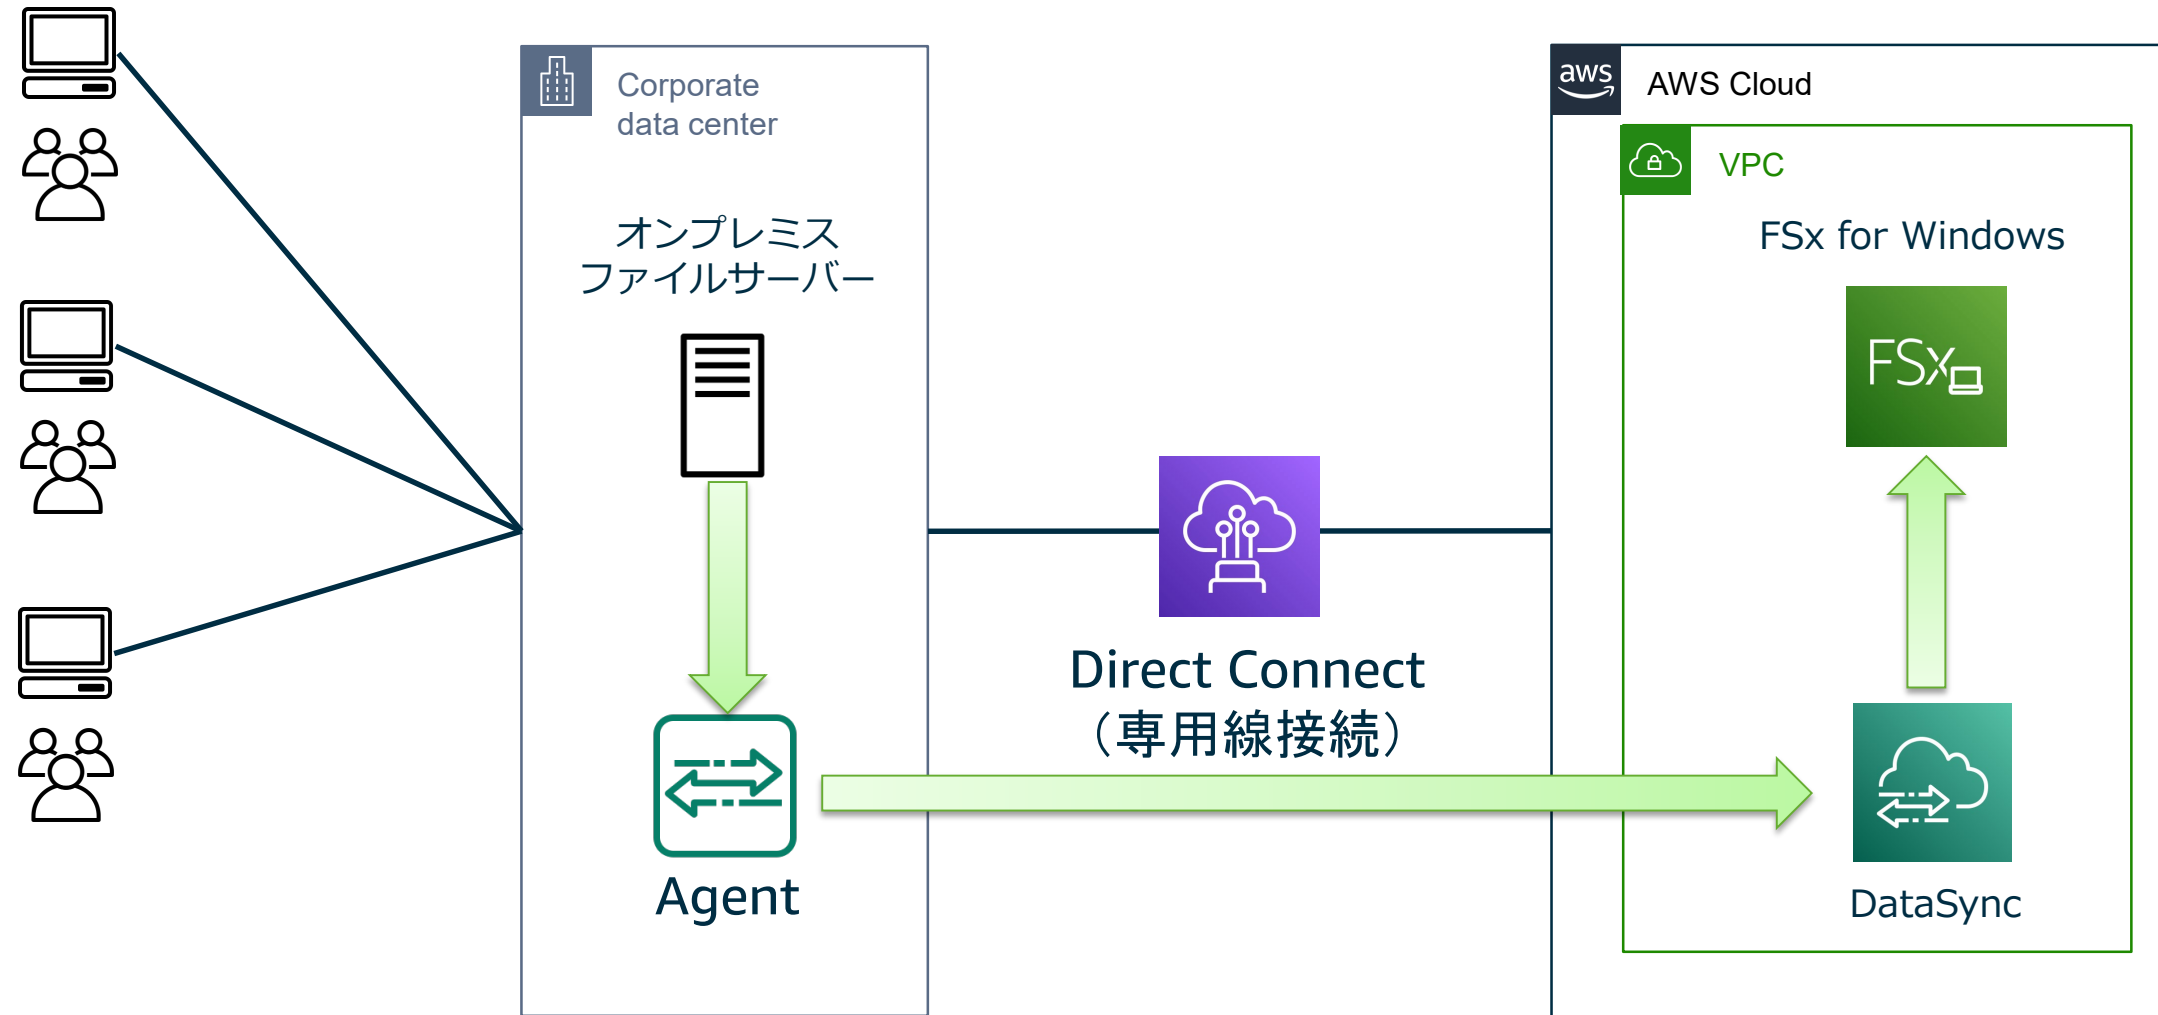 Corporate
data center
オンプレミス
ファイルサーバー
Agent
Direct Connect
（専用線接続）
aws
AWS Cloud
VPC
FSx for Windows
FSx
DataSync